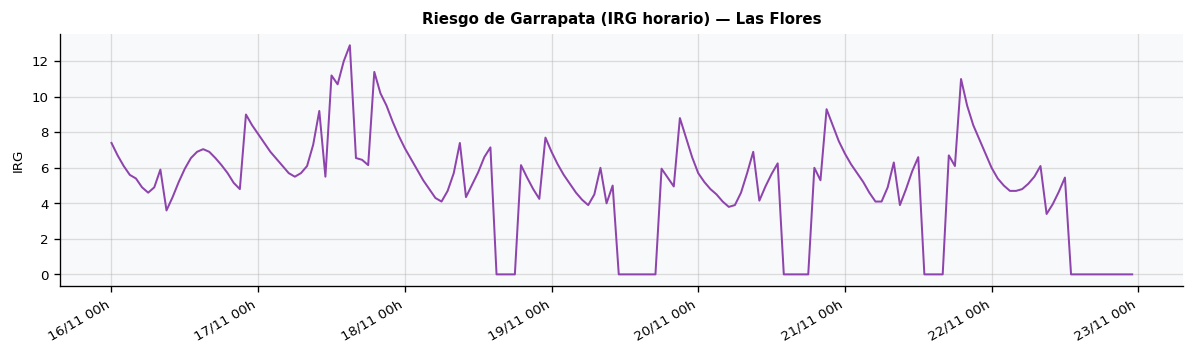 Riesgo de Garrapata (IRG horario) — Las Flores
IRG
12
10
8
6
4
2
0
16/11 00h
17/11 00h
18/11 00h
19/11 00h
20/11 00h
21/11 00h
22/11 00h
23/11 00h